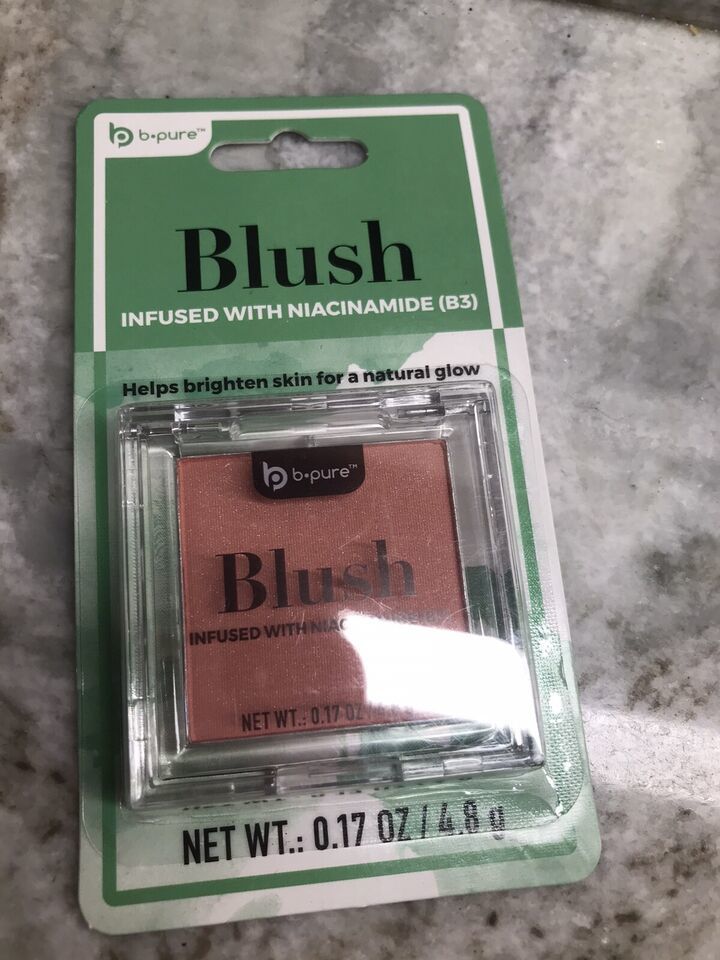 b•pure™
Blush
INFUSED WITH NIACINAMIDE (B3)
Helps brighten skin for a natural glow
b•pure™
Blush
INFUSED WITH
NET WT.: 0.17 OZ
NET WT.: 0.17 OZ / 4.8 g